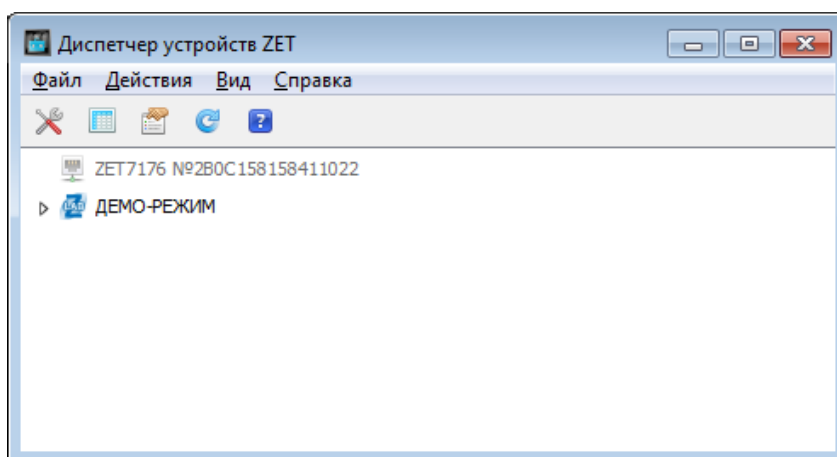 Диспетчер устройств ZET
Файл Действия Вид Справка
ZET7176 №2B0C158158411022
ДЕМО-РЕЖИМ